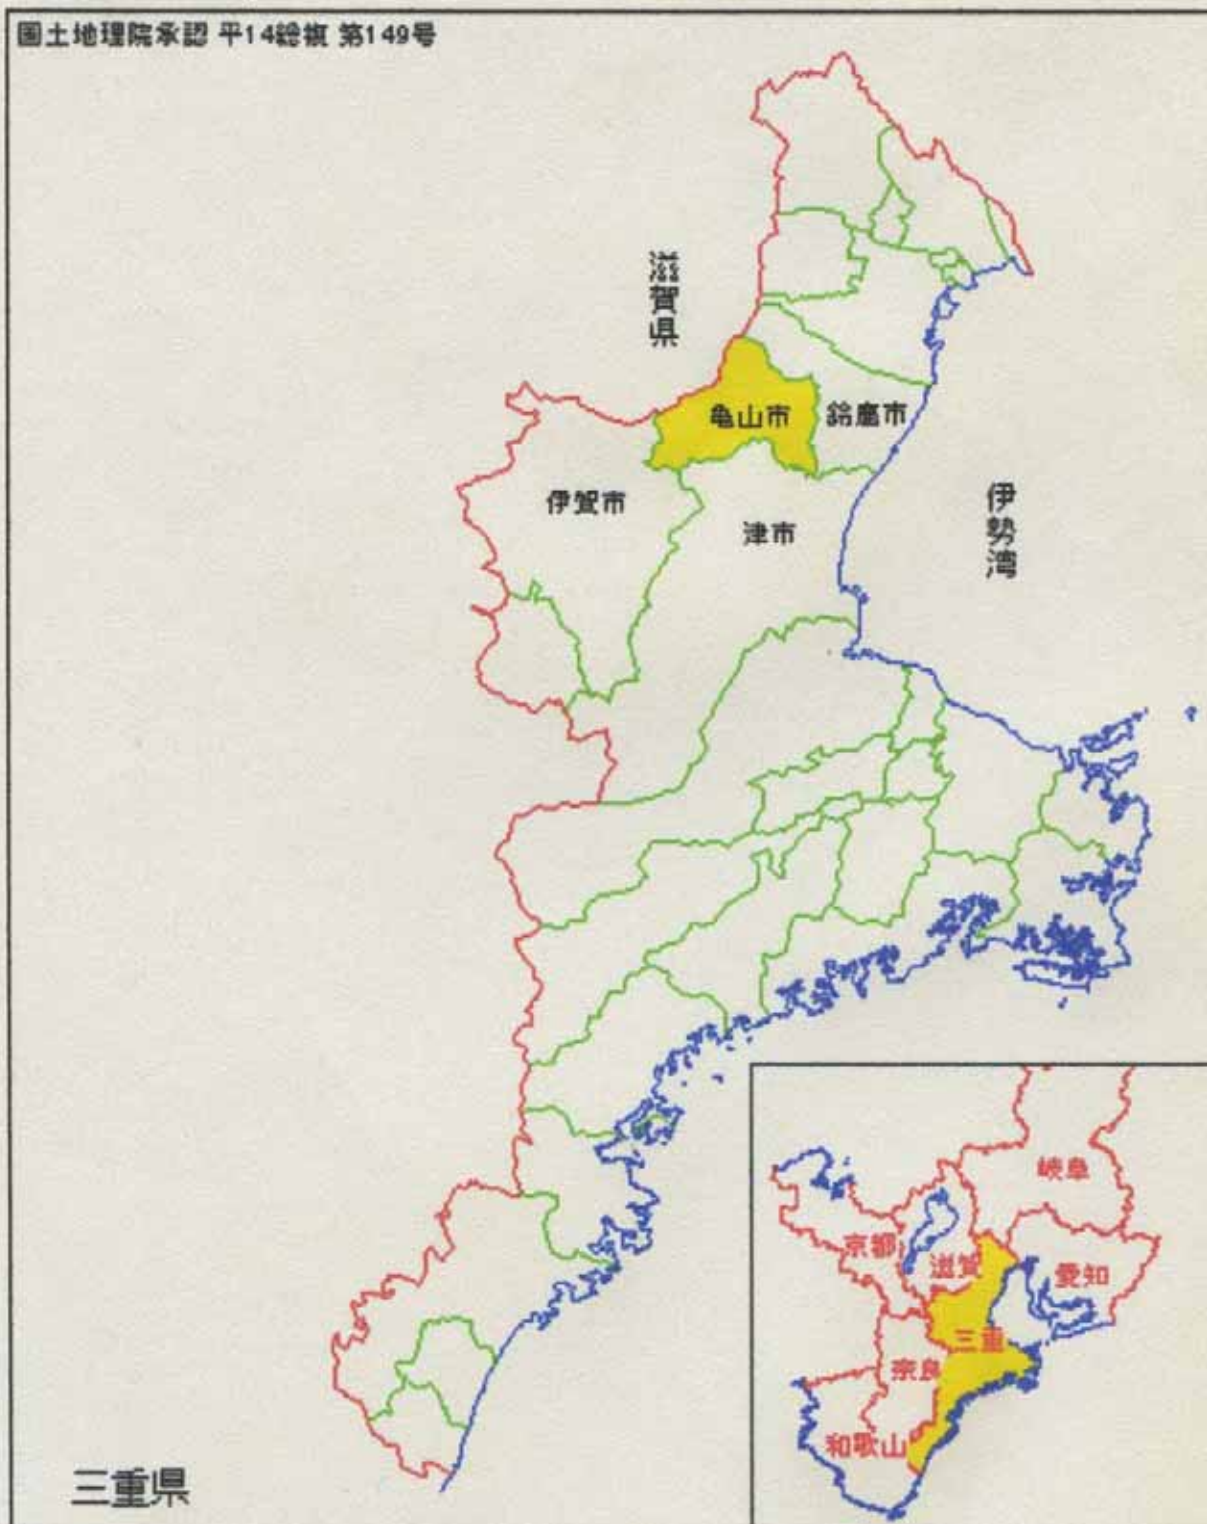 国土地理院承認 平14総複 第149号
滋賀県
亀山市
鈴鹿市
伊賀市
津市
伊勢湾
三重県
岐阜
京都
滋賀
愛知
三重
奈良
和歌山